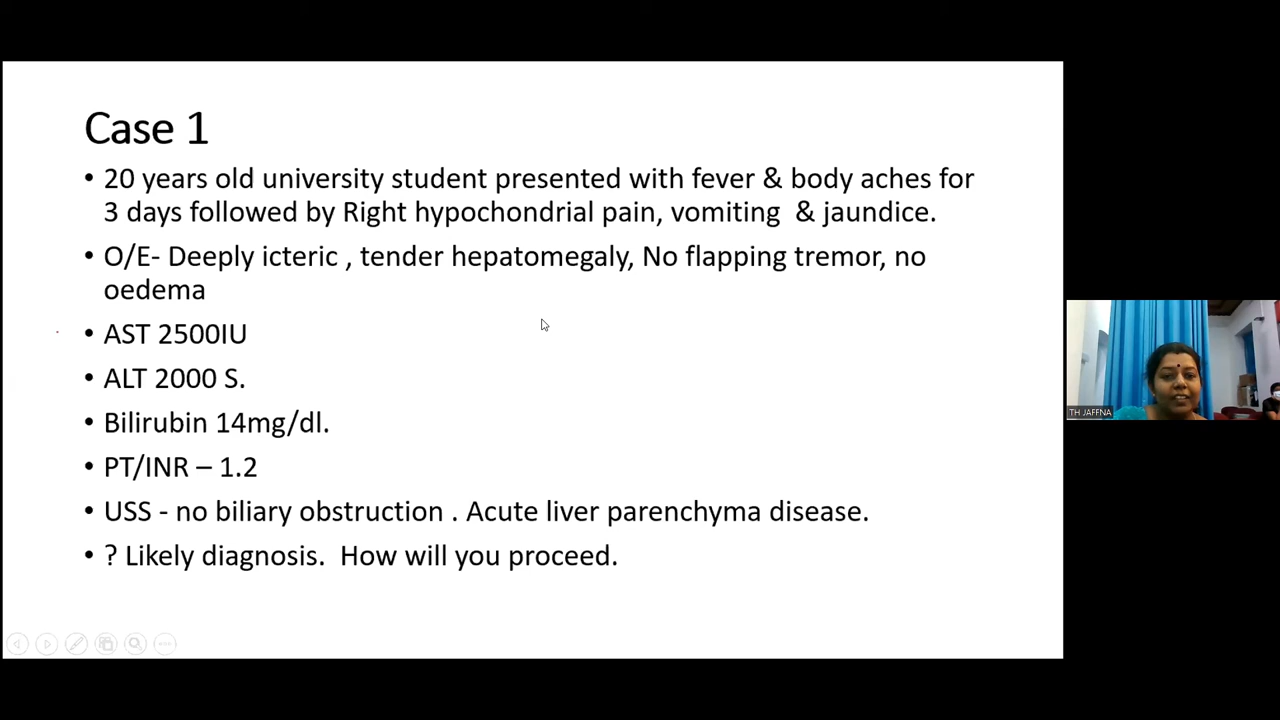 Case 1
• 20 years old university student presented with fever & body aches for
3 days followed by Right hypochondrial pain, vomiting & jaundice.
• O/E- Deeply icteric , tender hepatomegaly, No flapping tremor, no
oedema
• AST 2500IU
• ALT 2000 S.
• Bilirubin 14mg/dl.
• PT/INR – 1.2
• USS - no biliary obstruction . Acute liver parenchyma disease.
• ? Likely diagnosis. How will you proceed.
TH JAFFNA